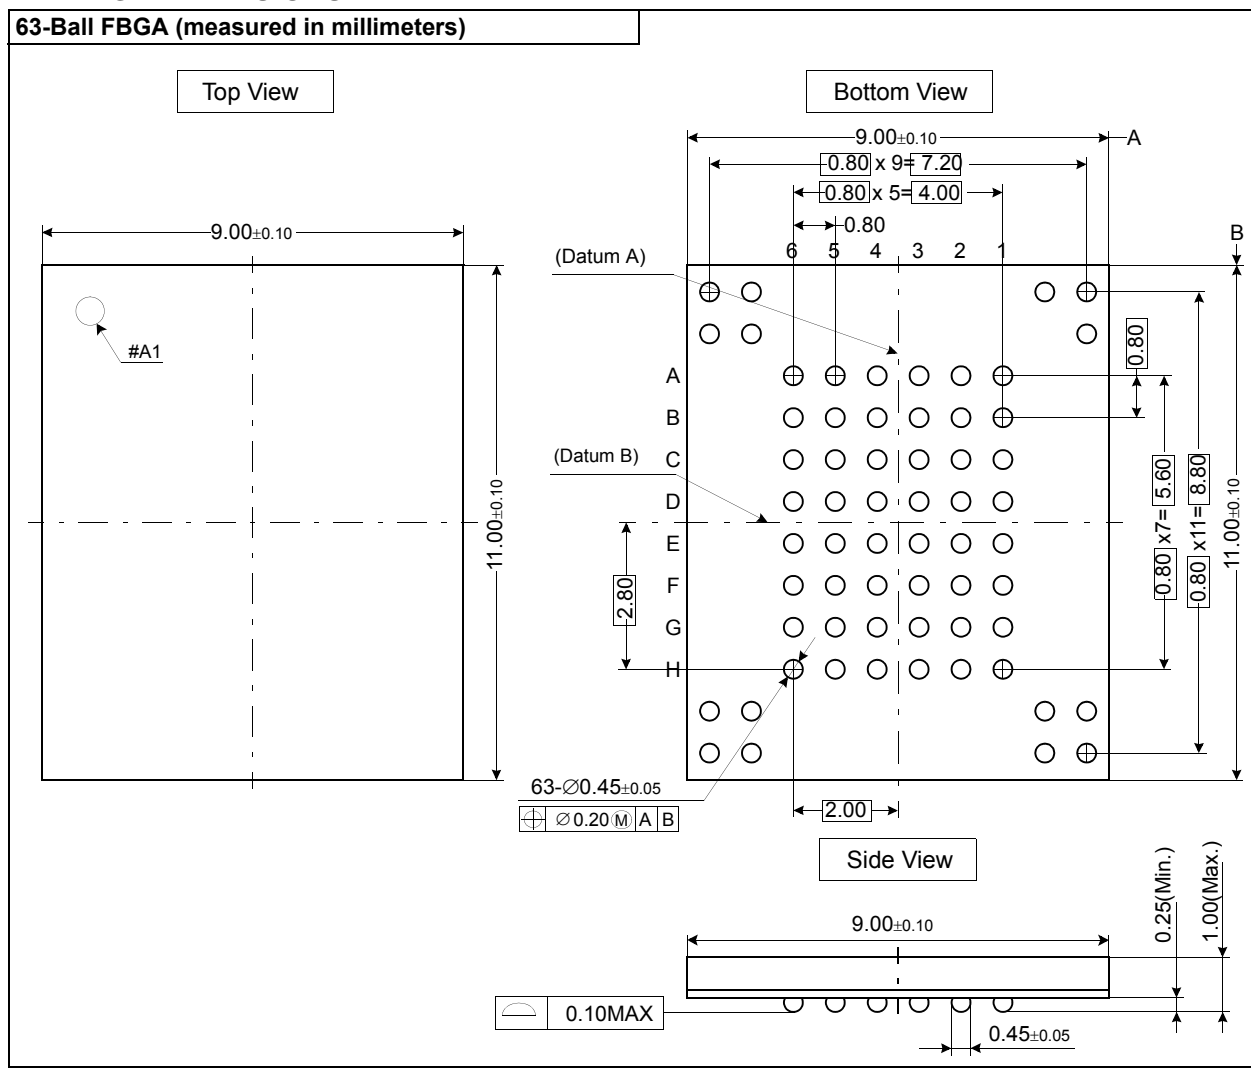 63-Ball FBGA (measured in millimeters)
Top View
Bottom View
9.00±0.10
A
0.80 x 9= 7.20
0.80 x 5= 4.00
0.80
6 5 4 3 2 1
B
9.00±0.10
(Datum A)
#A1
0.80
A
B
C
D
E
F
G
H
(Datum B)
11.00±0.10
2.80
0.80 x7= 5.60
0.80 x11= 8.80
11.00±0.10
63-∅0.45±0.05
∅ 0.20 Ⓜ A B
2.00
Side View
9.00±0.10
0.25(Min.)
1.00(Max.)
0.10MAX
0.45±0.05